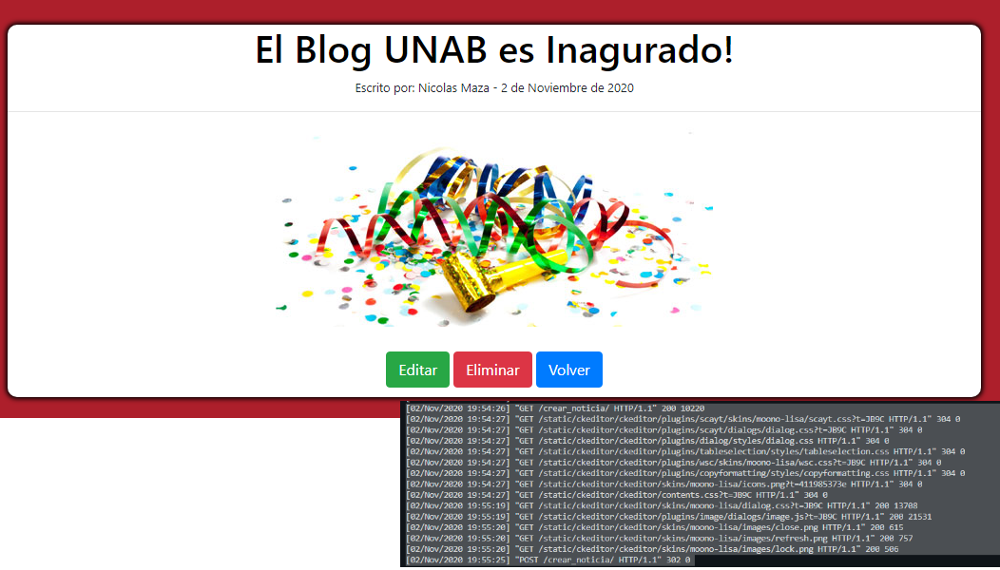 El Blog UNAB es Inagurado!
Escrito por: Nicolas Maza - 2 de Noviembre de 2020
Editar Eliminar Volver
[02/Nov/2020 19:54:26] "GET /crear_noticia/ HTTP/1.1" 200 10220
[02/Nov/2020 19:54:27] "GET /static/ckeditor/ckeditor/plugins/scayt/skins/moono-lisa/scayt.css?t=JB9C HTTP/1.1" 304 0
[02/Nov/2020 19:54:27] "GET /static/ckeditor/ckeditor/plugins/scayt/dialogs/dialog.css?t=JB9C HTTP/1.1" 304 0
[02/Nov/2020 19:54:27] "GET /static/ckeditor/ckeditor/plugins/dialog/styles/dialog.css HTTP/1.1" 304 0
[02/Nov/2020 19:54:27] "GET /static/ckeditor/ckeditor/plugins/tableselection/styles/tableselection.css HTTP/1.1" 304 0
[02/Nov/2020 19:54:27] "GET /static/ckeditor/ckeditor/plugins/wsc/skins/moono-lisa/wsc.css?t=JB9C HTTP/1.1" 304 0
[02/Nov/2020 19:54:27] "GET /static/ckeditor/ckeditor/plugins/copyformatting/styles/copyformatting.css HTTP/1.1" 304 0
[02/Nov/2020 19:54:27] "GET /static/ckeditor/ckeditor/skins/moono-lisa/icons.png?t=411985373e HTTP/1.1" 304 0
[02/Nov/2020 19:54:27] "GET /static/ckeditor/ckeditor/contents.css?t=JB9C HTTP/1.1" 304 0
[02/Nov/2020 19:55:19] "GET /static/ckeditor/ckeditor/skins/moono-lisa/dialog.css?t=JB9C HTTP/1.1" 200 13708
[02/Nov/2020 19:55:19] "GET /static/ckeditor/ckeditor/plugins/image/dialogs/image.js?t=JB9C HTTP/1.1" 200 21531
[02/Nov/2020 19:55:20] "GET /static/ckeditor/ckeditor/skins/moono-lisa/images/close.png HTTP/1.1" 200 615
[02/Nov/2020 19:55:20] "GET /static/ckeditor/ckeditor/skins/moono-lisa/images/refresh.png HTTP/1.1" 200 757
[02/Nov/2020 19:55:20] "GET /static/ckeditor/ckeditor/skins/moono-lisa/images/lock.png HTTP/1.1" 200 506
[02/Nov/2020 19:55:25] "POST /crear_noticia/ HTTP/1.1" 302 0